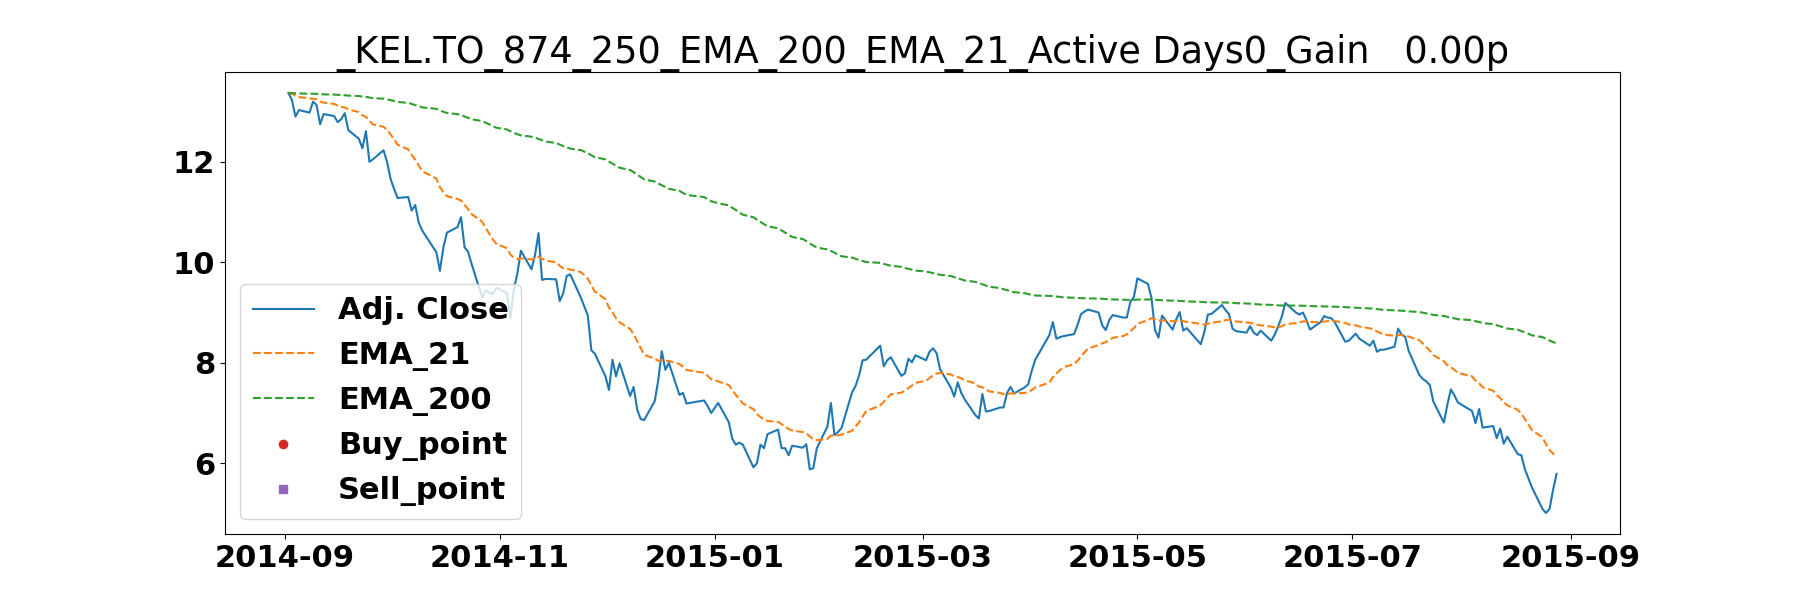 _KEL.TO_874_250_EMA_200_EMA_21_Active Days0_Gain   0.00p
12
10
8
6
Adj. Close
EMA_21
EMA_200
Buy_point
Sell_point
2014-09 2014-11 2015-01 2015-03 2015-05 2015-07 2015-09